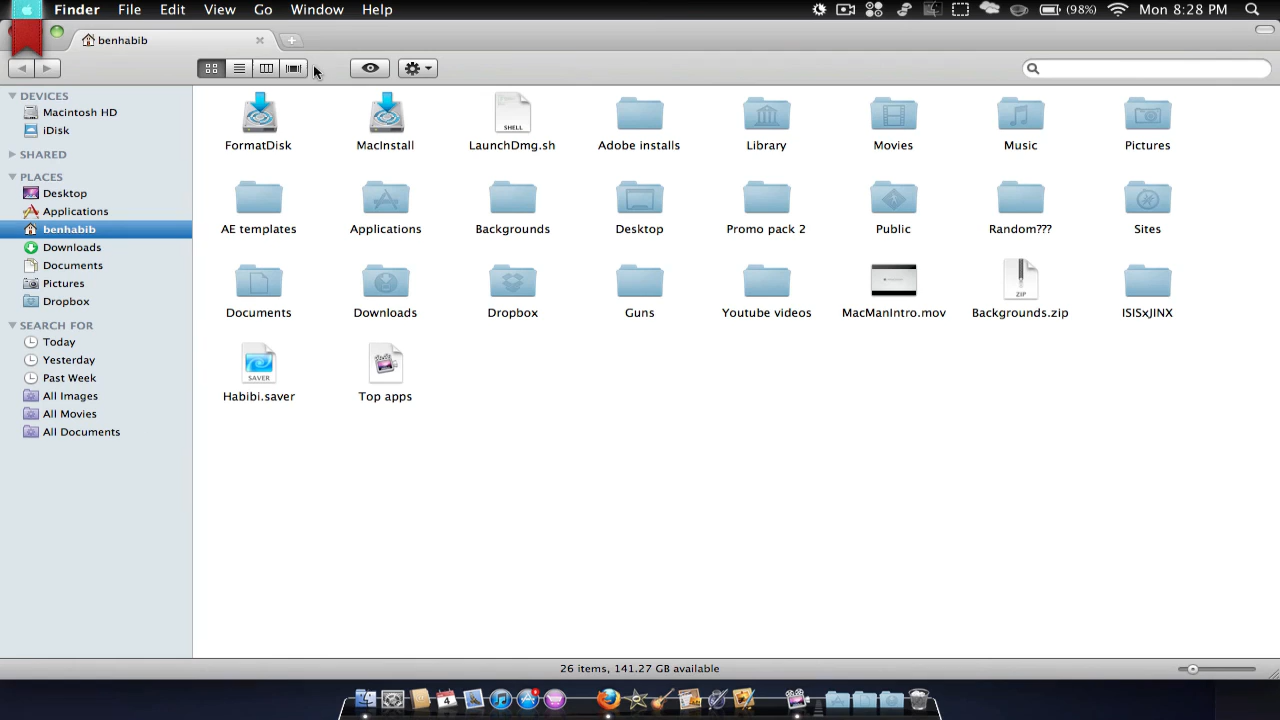 Finder File Edit View Go Window Help (98%) Mon 8:28 PM
benhabib
DEVICES
Macintosh HD
iDisk
SHARED
PLACES
Desktop
Applications
benhabib
Downloads
Documents
Pictures
Dropbox
SEARCH FOR
Today
Yesterday
Past Week
All Images
All Movies
All Documents
SHELL
FormatDisk MacInstall LaunchDmg.sh Adobe installs Library Movies Music Pictures
AE templates Applications Backgrounds Desktop Promo pack 2 Public Random??? Sites
ZIP
Documents Downloads Dropbox Guns Youtube videos MacManIntro.mov Backgrounds.zip ISISxJINX
SAVER
Habibi.saver Top apps
26 items, 141.27 GB available
4